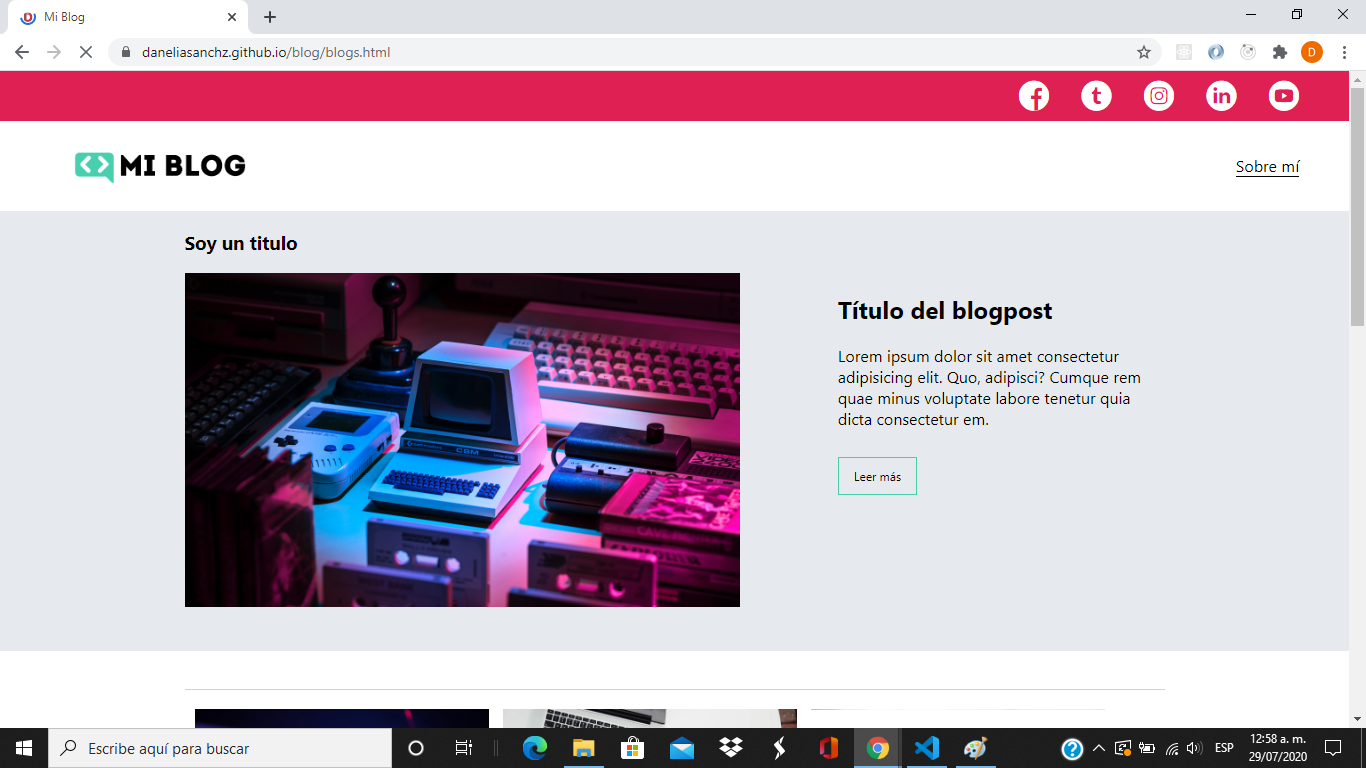 Mi Blog
daneliasanchz.github.io/blog/blogs.html
D
MI BLOG
Sobre mí
Soy un titulo
CBM
Título del blogpost
Lorem ipsum dolor sit amet consectetur
adipisicing elit. Quo, adipisci? Cumque rem
quae minus voluptate labore tenetur quia
dicta consectetur em.
Leer más
Escribe aquí para buscar
ESP
12:58 a. m.
29/07/2020